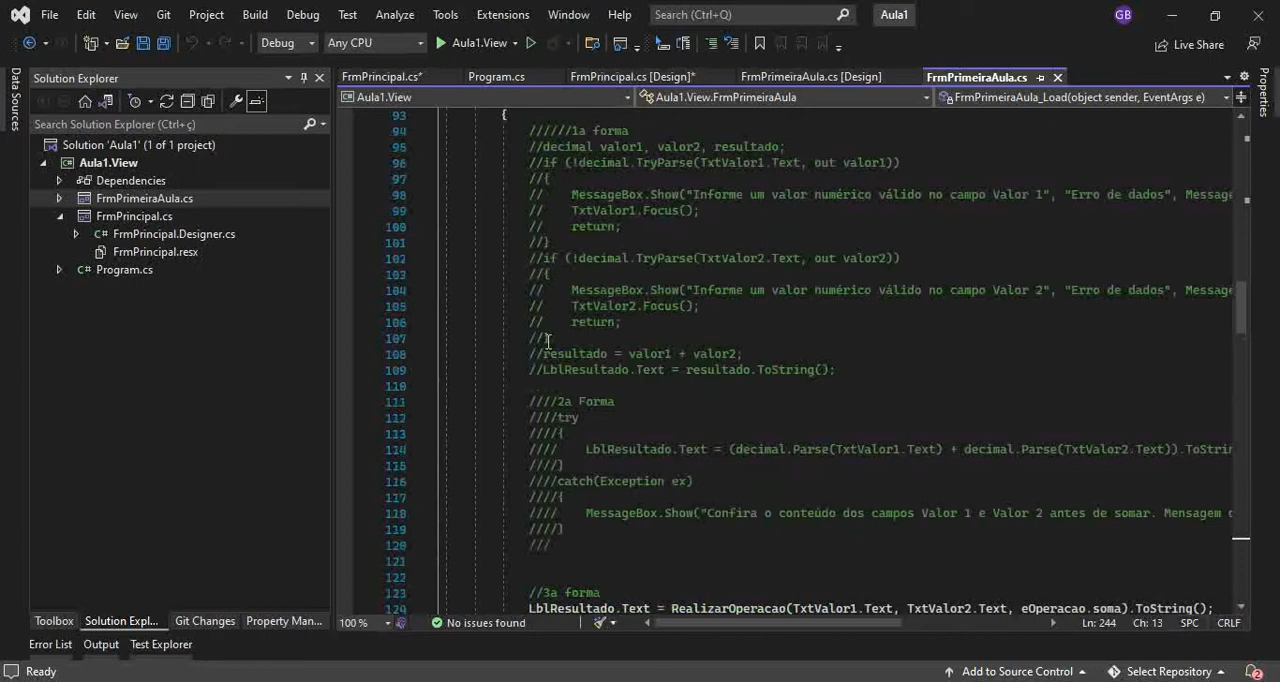 File Edit View Git Project Build Debug Test Analyze Tools Extensions Window Help Search (Ctrl+Q) Aula1 GB
Debug Any CPU Aula1.View Live Share
Data Sources
Solution Explorer
Search Solution Explorer (Ctrl+ç)
Solution 'Aula1' (1 of 1 project)
Aula1.View
Dependencies
FrmPrimeiraAula.cs
FrmPrincipal.cs
C# FrmPrincipal.Designer.cs
FrmPrincipal.resx
C# Program.cs
Toolbox Solution Expl... Git Changes Property Man...
FrmPrincipal.cs* Program.cs FrmPrincipal.cs [Design]* FrmPrimeiraAula.cs [Design] FrmPrimeiraAula.cs
Aula1.View Aula1.View.FrmPrimeiraAula FrmPrimeiraAula_Load(object sender, EventArgs e)
Properties
93 {
94 //////1a forma
95 //decimal valor1, valor2, resultado;
96 //if (!decimal.TryParse(TxtValor1.Text, out valor1))
97 //{
98 // MessageBox.Show("Informe um valor numérico válido no campo Valor 1", "Erro de dados", Message
99 // TxtValor1.Focus();
100 // return;
101 //}
102 //if (!decimal.TryParse(TxtValor2.Text, out valor2))
103 //{
104 // MessageBox.Show("Informe um valor numérico válido no campo Valor 2", "Erro de dados", Message
105 // TxtValor2.Focus();
106 // return;
107 //}
108 //resultado = valor1 + valor2;
109 //LblResultado.Text = resultado.ToString();
110
111 ////2a Forma
112 ////try
113 ////{
114 //// LblResultado.Text = (decimal.Parse(TxtValor1.Text) + decimal.Parse(TxtValor2.Text)).ToStrin
115 ////}
116 ////catch(Exception ex)
117 ////{
118 //// MessageBox.Show("Confira o conteúdo dos campos Valor 1 e Valor 2 antes de somar. Mensagem d
119 ////}
120 ///
121
122
123 //3a forma
124 LblResultado.Text = RealizarOperacao(TxtValor1.Text, TxtValor2.Text, eOperacao.soma).ToString();
100 % No issues found Ln: 244 Ch: 13 SPC CRLF
Error List Output Test Explorer
Ready Add to Source Control Select Repository 2